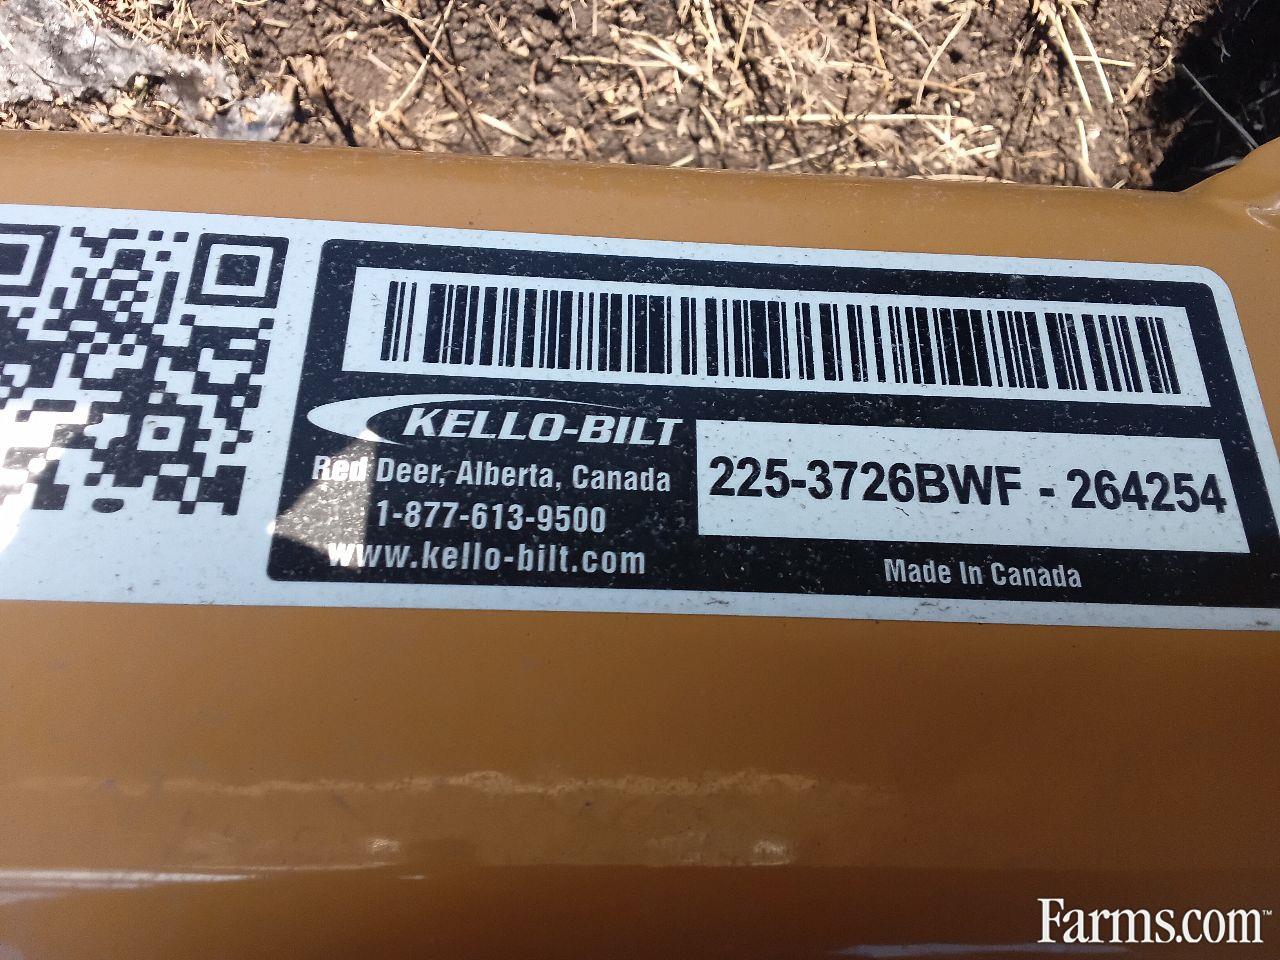 KELLO-BILT
Red Deer, Alberta, Canada
1-877-613-9500
www.kello-bilt.com
225-3726BWF - 264254
Made In Canada
Farms.com™